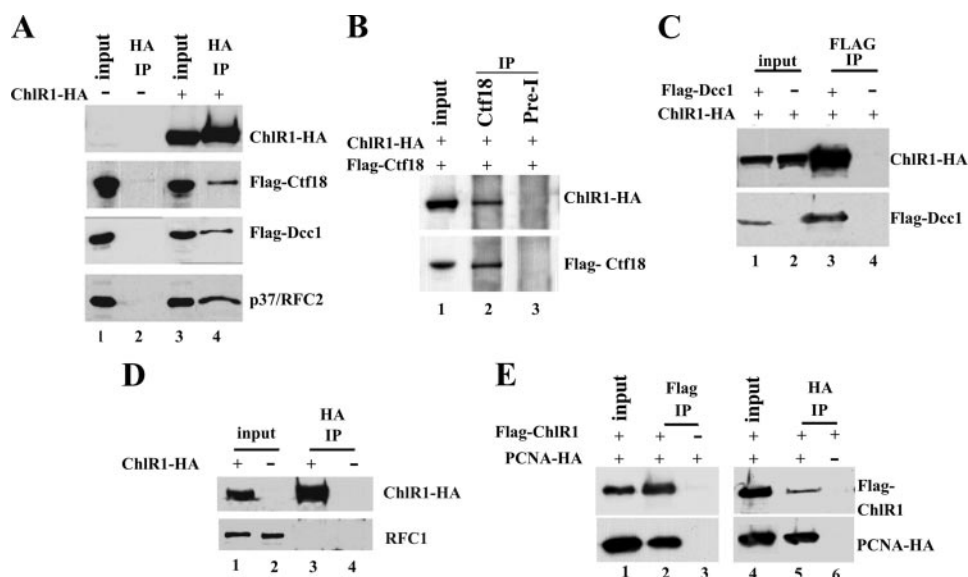 A
input
HA
IP
input
HA
IP
ChlR1-HA
- - + +
ChlR1-HA
Flag-Ctf18
Flag-Dcc1
p37/RFC2
1 2 3 4
B
IP
input
Ctf18
Pre-I
ChlR1-HA + + +
Flag-Ctf18 + + +
ChlR1-HA
Flag- Ctf18
1 2 3
C
input
FLAG
IP
Flag-Dcc1 + - + -
ChlR1-HA + + + +
ChlR1-HA
Flag-Dcc1
1 2 3 4
D
input
HA
IP
ChlR1-HA + - + -
ChlR1-HA
RFC1
1 2 3 4
E
input
Flag
IP
input
HA
IP
Flag-ChlR1 + + - + + +
PCNA-HA + + + + + -
Flag-
ChlR1
PCNA-HA
1 2 3 4 5 6